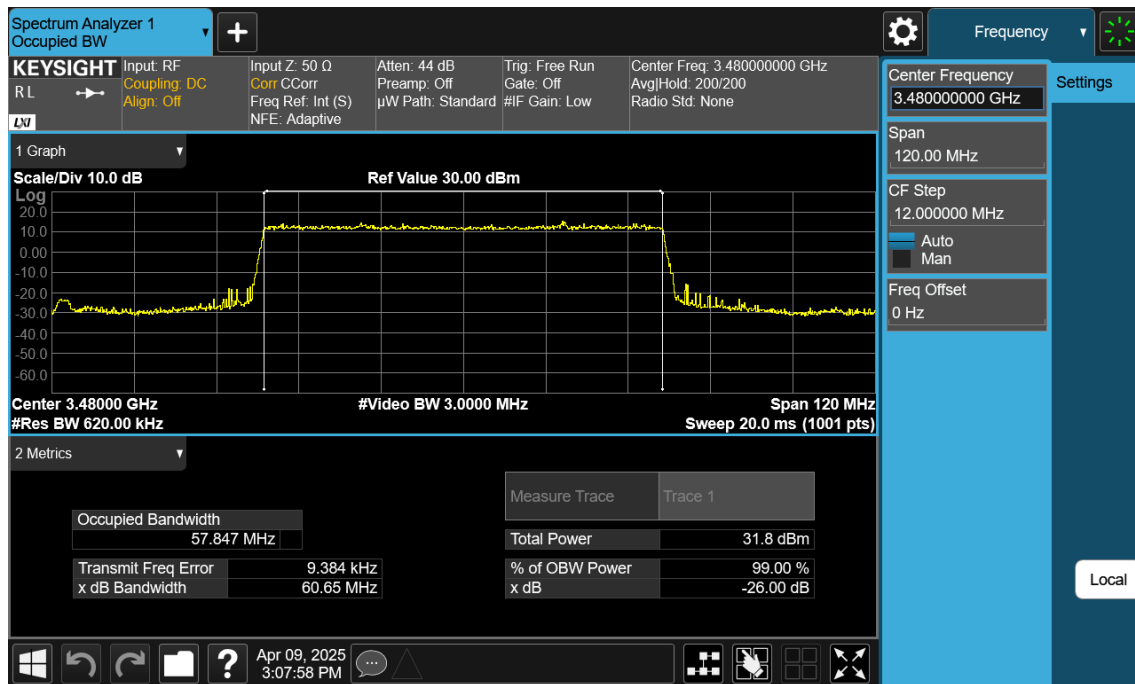 Spectrum Analyzer 1
Occupied BW
Frequency
KEYSIGHT
R L
LXI
Input: RF
Coupling: DC
Align: Off
Input Z: 50 Ω
Corr CCorr
Freq Ref: Int (S)
NFE: Adaptive
Atten: 44 dB
Preamp: Off
µW Path: Standard
Trig: Free Run
Gate: Off
#IF Gain: Low
Center Freq: 3.480000000 GHz
Avg|Hold: 200/200
Radio Std: None
Center Frequency
3.480000000 GHz
Span
120.00 MHz
CF Step
12.000000 MHz
Auto
Man
Freq Offset
0 Hz
Settings
Local
1 Graph
Scale/Div 10.0 dB
Ref Value 30.00 dBm
Log
20.0
10.0
0.00
-10.0
-20.0
-30.0
-40.0
-50.0
-60.0
Center 3.48000 GHz
#Video BW 3.0000 MHz
Span 120 MHz
#Res BW 620.00 kHz
Sweep 20.0 ms (1001 pts)
2 Metrics
Measure Trace
Trace 1
Occupied Bandwidth
57.847 MHz
Total Power
31.8 dBm
Transmit Freq Error
9.384 kHz
% of OBW Power
99.00 %
x dB Bandwidth
60.65 MHz
x dB
-26.00 dB
?
Apr 09, 2025
3:07:58 PM